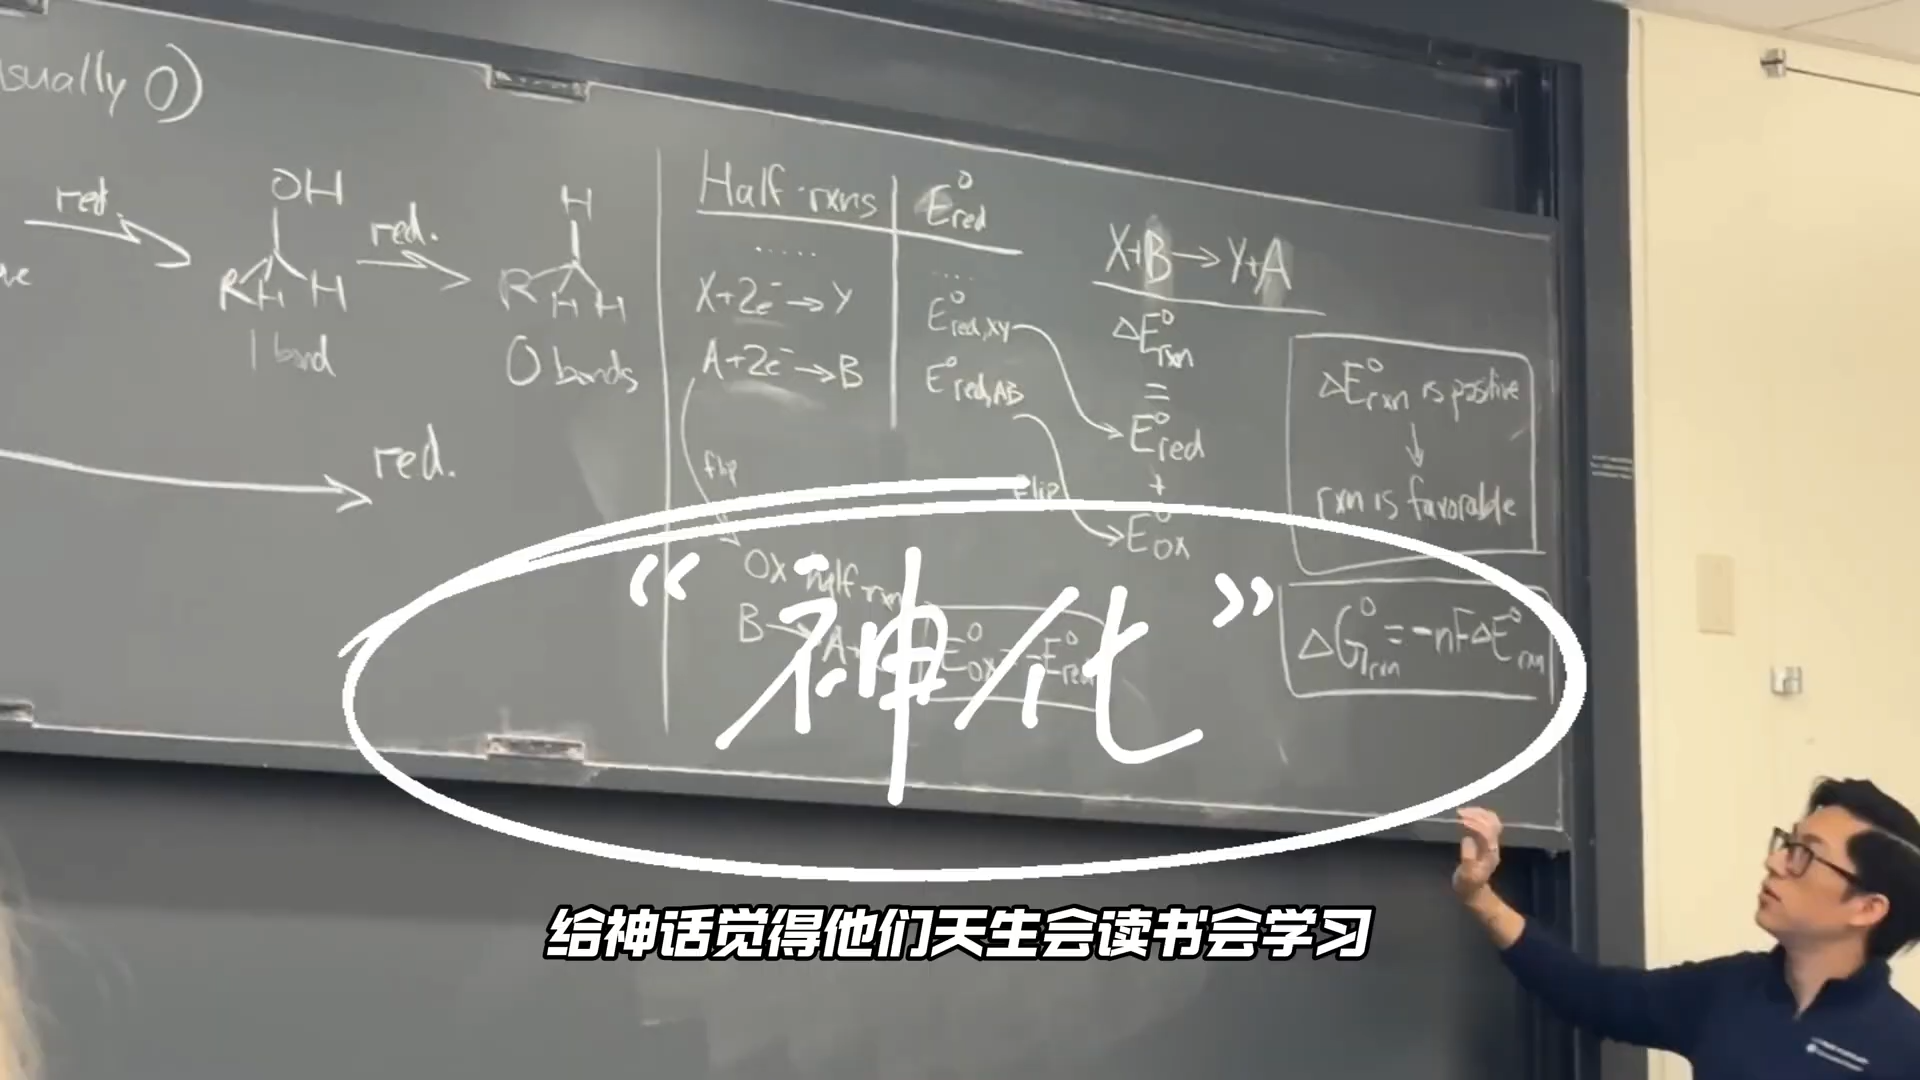 usually 0)
red.
OH
R H H
1 bond
red.
H
R H H
0 bonds
red.
Half-rxns
E°red
.....
....
X+2e⁻→Y
E°red,XY
A+2e⁻→B
E°red,AB
flip
flip
Ox half rxn
B→A+
E°ox=-E°red
X+B→Y+A
ΔE°rxn
=
E°red
+
E°ox
ΔE°rxn is positive
↓
rxn is favorable
ΔG°rxn=-nFΔE°rxn
“神化”
给神话觉得他们天生会读书会学习